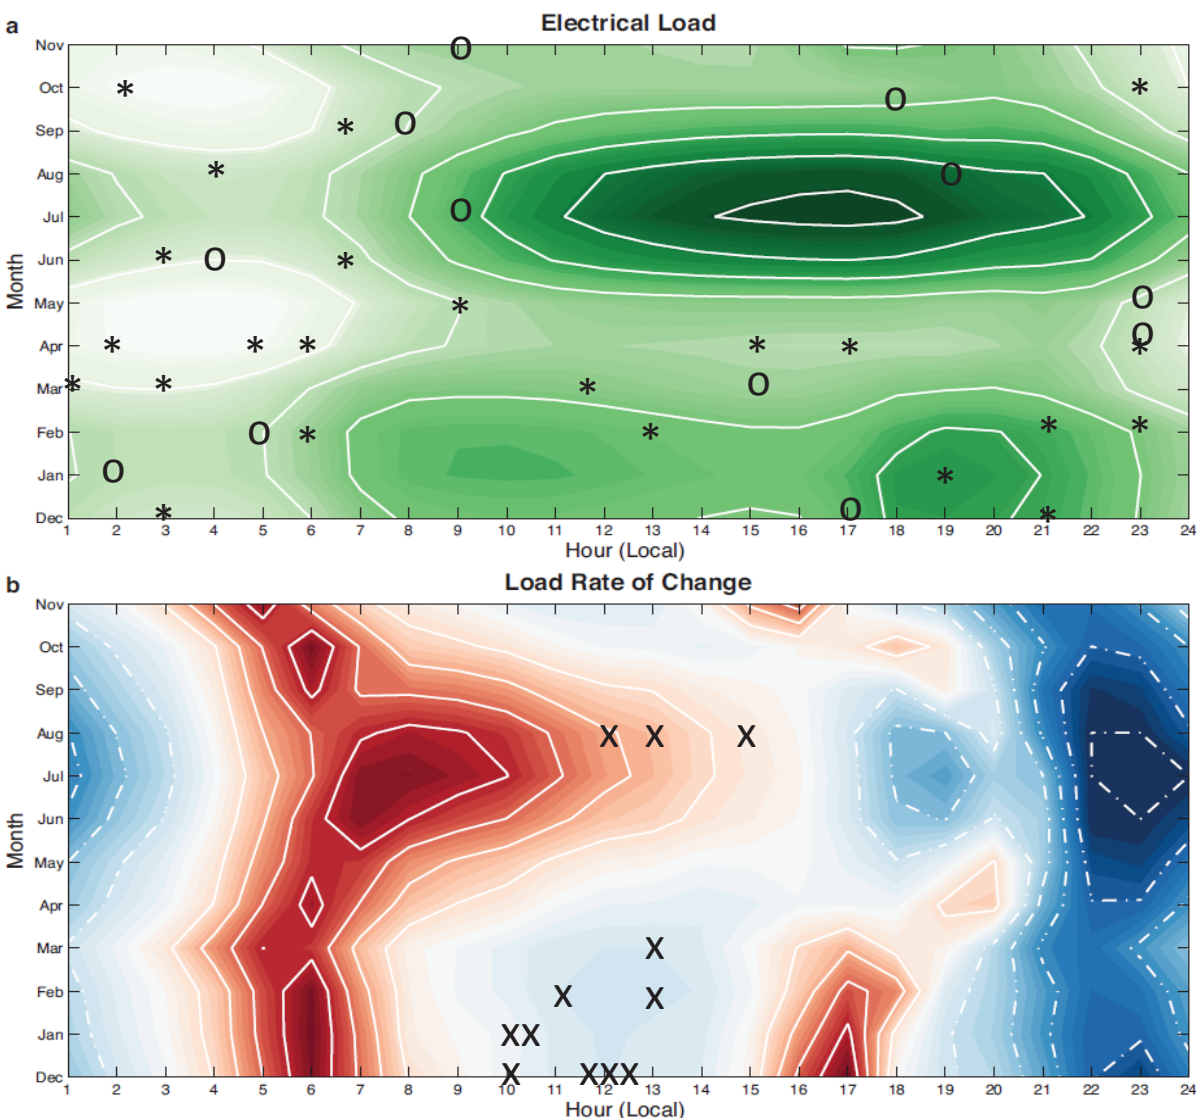 a
Electrical Load
Nov
Oct
Sep
Aug
Jul
Jun
May
Apr
Mar
Feb
Jan
Dec
Month
1 2 3 4 5 6 7 8 9 10 11 12 13 14 15 16 17 18 19 20 21 22 23 24
Hour (Local)
b
Load Rate of Change
Nov
Oct
Sep
Aug
Jul
Jun
May
Apr
Mar
Feb
Jan
Dec
Month
1 2 3 4 5 6 7 8 9 10 11 12 13 14 15 16 17 18 19 20 21 22 23 24
Hour (Local)